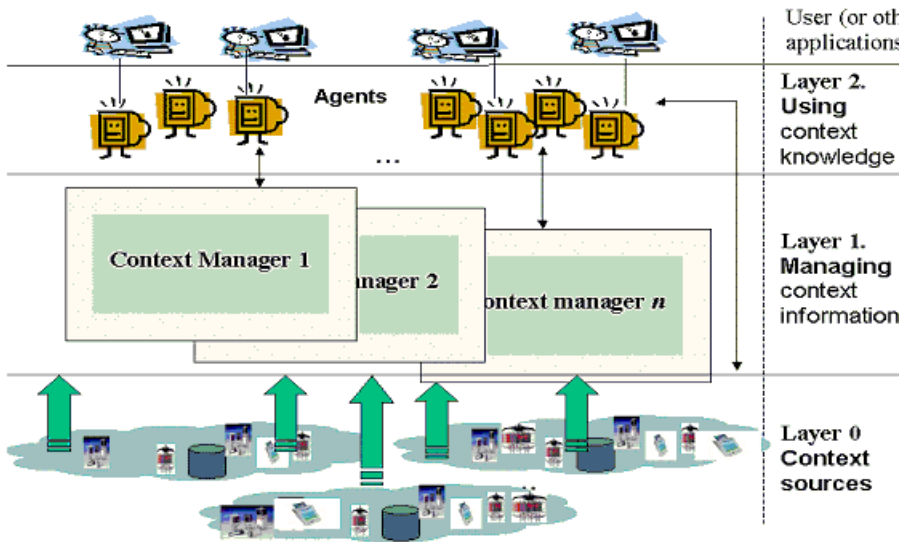 User (or oth
applications
Agents
Layer 2.
Using
context
knowledge
...
Context Manager 1
anager 2
ontext manager n
Layer 1.
Managing
context
information
Layer 0
Context
sources